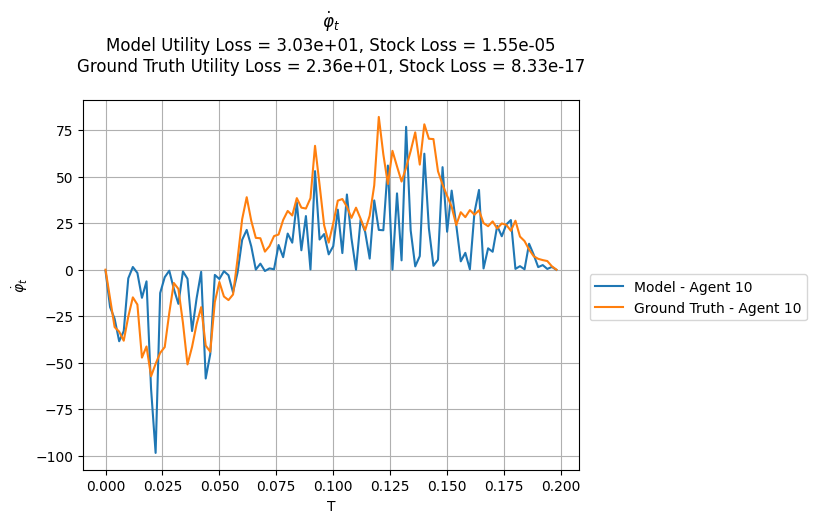 φ̇ₜ
Model Utility Loss = 3.03e+01, Stock Loss = 1.55e-05
Ground Truth Utility Loss = 2.36e+01, Stock Loss = 8.33e-17
φ̇ₜ
75
50
25
0
−25
−50
−75
−100
0.000 0.025 0.050 0.075 0.100 0.125 0.150 0.175 0.200
T
Model - Agent 10
Ground Truth - Agent 10